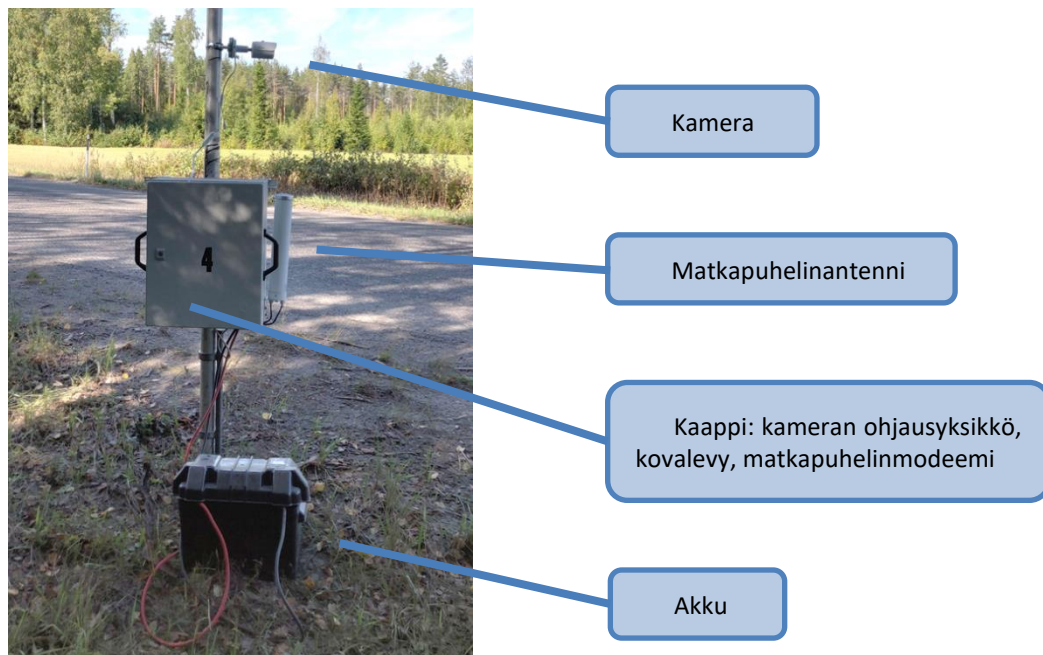 Kamera
4
Matkapuhelinantenni
Kaappi: kameran ohjausyksikkö,
kovalevy, matkapuhelinmodeemi
Akku